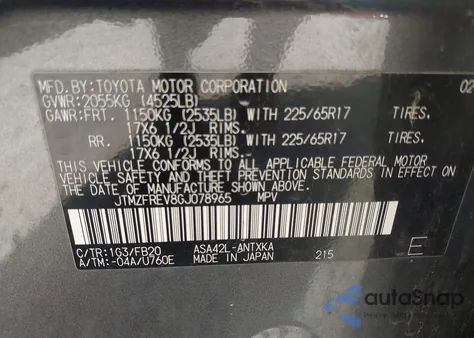 MFD.BY:TOYOTA MOTOR CORPORATION 02
GVWR:2055KG (4525LB)
GAWR:FRT. 1150KG (2535LB) WITH 225/65R17 TIRES.
17X6 1/2J RIMS.
RR. 1150KG (2535LB) WITH 225/65R17 TIRES.
17X6 1/2J RIMS.
THIS VEHICLE CONFORMS TO ALL APPLICABLE FEDERAL MOTOR
VEHICLE SAFETY AND THEFT PREVENTION STANDARDS IN EFFECT
ON THE DATE OF MANUFACTURE SHOWN ABOVE.
JTMZFREV8GJ078965 MPV
C/TR:1G3/FB20 ASA42L-ANTXKA
A/TM:-04A/U760E MADE IN JAPAN 215 E
autoSnap